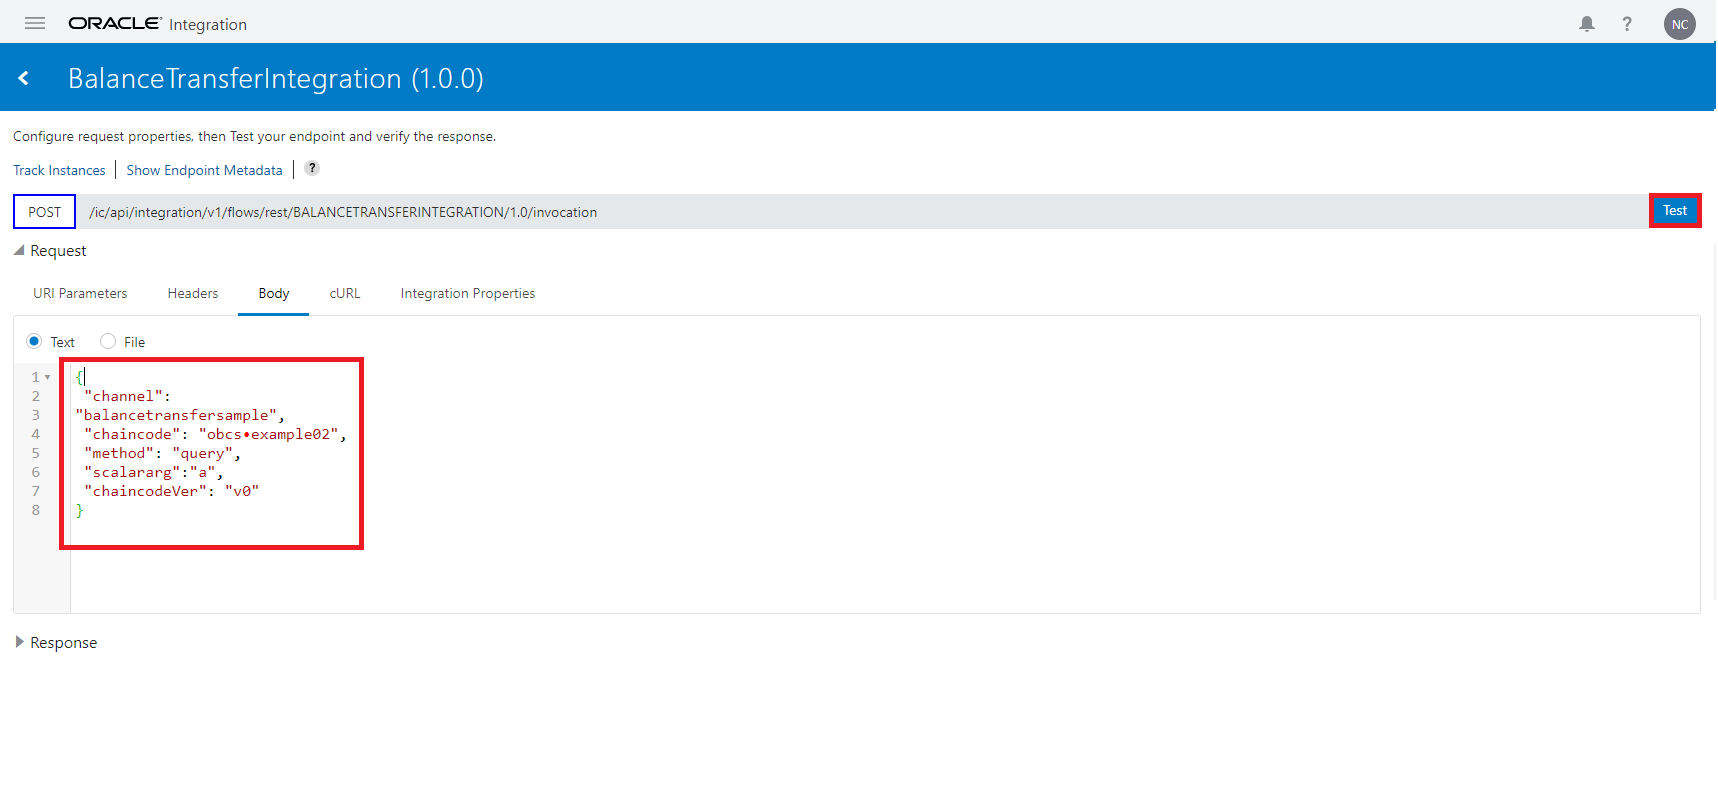 ORACLE Integration
NC
BalanceTransferIntegration (1.0.0)
Configure request properties, then Test your endpoint and verify the response.
Track Instances Show Endpoint Metadata ?
POST /ic/api/integration/v1/flows/rest/BALANCETRANSFERINTEGRATION/1.0/invocation Test
Request
URI Parameters Headers Body cURL Integration Properties
Text File
1 {
2 "channel":
3 "balancetransfersample",
4 "chaincode": "obcs•example02",
5 "method": "query",
6 "scalararg":"a",
7 "chaincodeVer": "v0"
8 }
Response